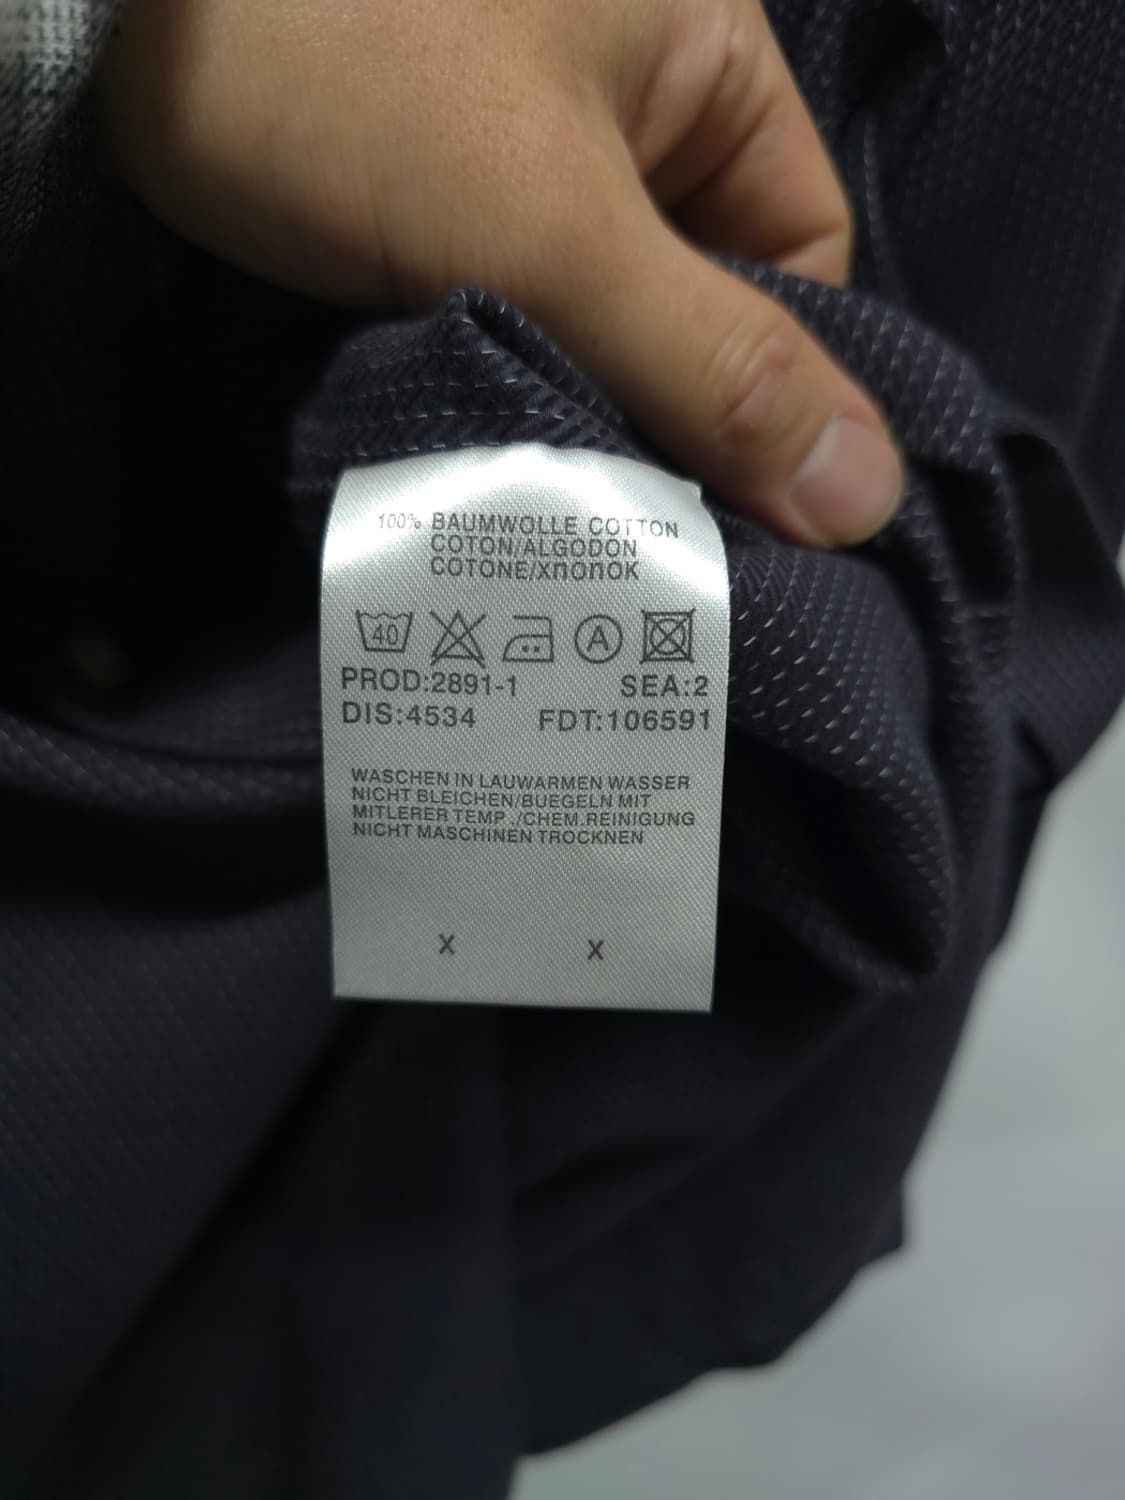 100% BAUMWOLLE COTTON
COTON/ALGODON
COTONE/XnonoK
40 A
PROD:2891-1 SEA:2
DIS:4534 FDT:106591
WASCHEN IN LAUWARMEN WASSER
NICHT BLEICHEN/BUEGELN MIT
MITLERER TEMP./CHEM.REINIGUNG
NICHT MASCHINEN TROCKNEN
X X